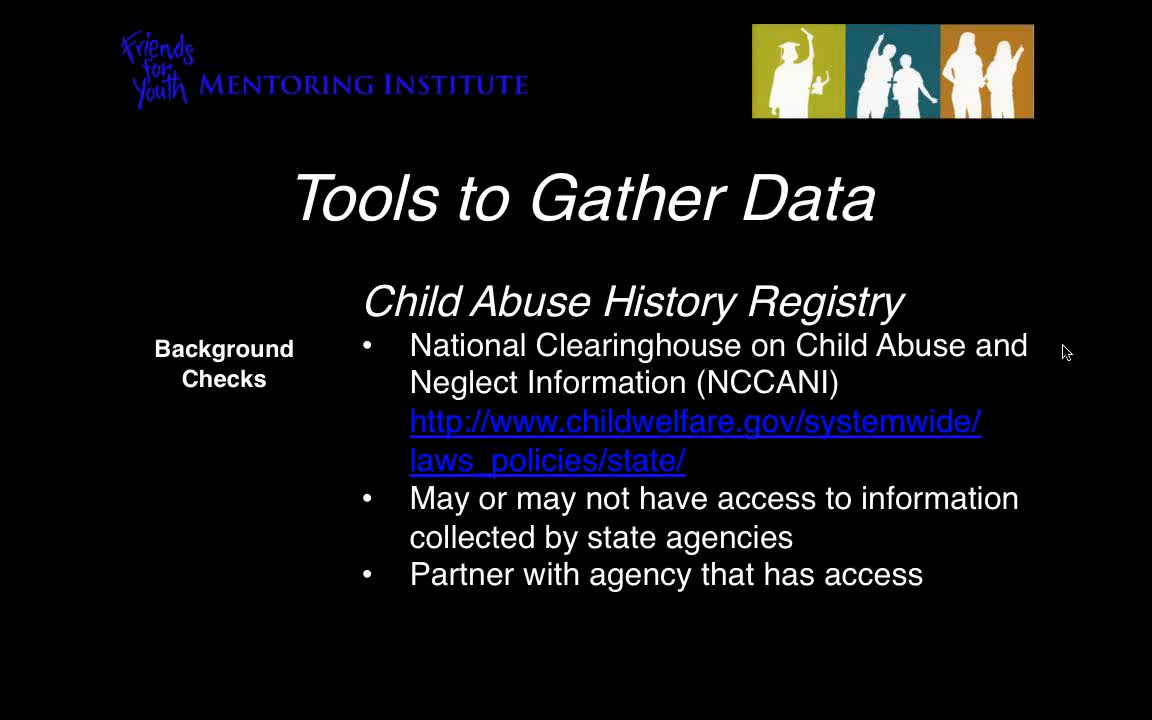 Friends
for
Youth
MENTORING INSTITUTE
Tools to Gather Data
Child Abuse History Registry
Background
Checks
• National Clearinghouse on Child Abuse and
Neglect Information (NCCANI)
http://www.childwelfare.gov/systemwide/
laws_policies/state/
• May or may not have access to information
collected by state agencies
• Partner with agency that has access